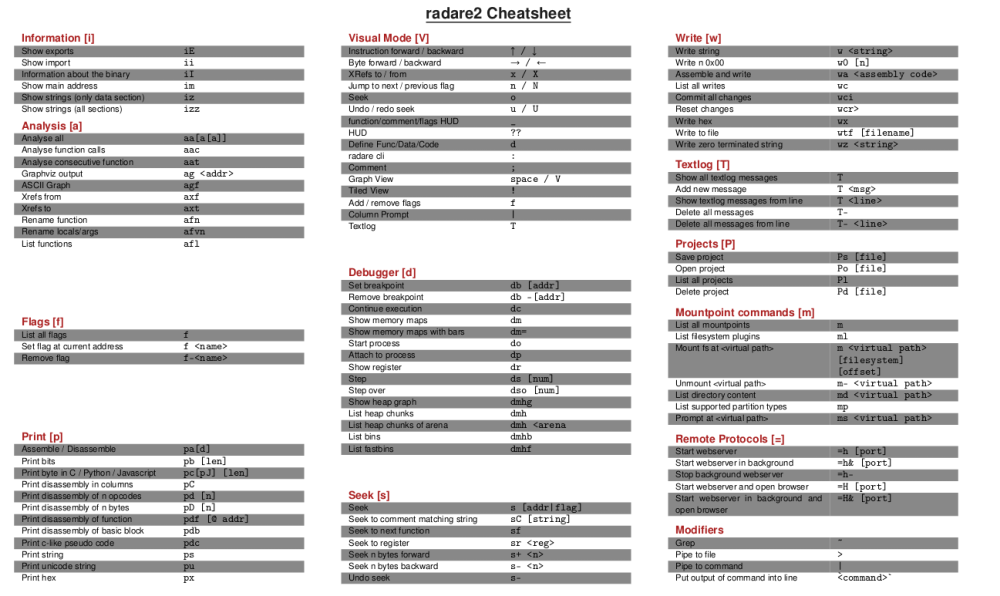 radare2 Cheatsheet
Information [i]
Show exports iE
Show import ii
Information about the binary iI
Show main address im
Show strings (only data section) iz
Show strings (all sections) izz
Analysis [a]
Analyse all aa[a[a]]
Analyse function calls aac
Analyse consecutive function aat
Graphviz output ag <addr>
ASCII Graph agf
Xrefs from axf
Xrefs to axt
Rename function afn
Rename locals/args afvn
List functions afl
Flags [f]
List all flags f
Set flag at current address f <name>
Remove flag f-<name>
Print [p]
Assemble / Disassemble pa[d]
Print bits pb [len]
Print byte in C / Python / Javascript pc[pJ] [len]
Print disassembly in columns pC
Print disassembly of n opcodes pd [n]
Print disassembly of n bytes pD [n]
Print disassembly of function pdf [@ addr]
Print disassembly of basic block pdb
Print c-like pseudo code pdc
Print string ps
Print unicode string pu
Print hex px
Visual Mode [V]
Instruction forward / backward ↑ / ↓
Byte forward / backward → / ←
XRefs to / from x / X
Jump to next / previous flag n / N
Seek o
Undo / redo seek u / U
function/comment/flags HUD _
HUD ??
Define Func/Data/Code d
radare cli :
Comment ;
Graph View space / V
Tiled View !
Add / remove flags f
Column Prompt |
Textlog T
Debugger [d]
Set breakpoint db [addr]
Remove breakpoint db -[addr]
Continue execution dc
Show memory maps dm
Show memory maps with bars dm=
Start process do
Attach to process dp
Show register dr
Step ds [num]
Step over dso [num]
Show heap graph dmhg
List heap chunks dmh
List heap chunks of arena dmh <arena
List bins dmhb
List fastbins dmhf
Seek [s]
Seek s [addr|flag]
Seek to comment matching string sC [string]
Seek to next function sf
Seek to register sr <reg>
Seek n bytes forward s+ <n>
Seek n bytes backward s- <n>
Undo seek s-
Write [w]
Write string w <string>
Write n 0x00 w0 [n]
Assemble and write wa <assembly code>
List all writes wc
Commit all changes wci
Reset changes wcr>
Write hex wx
Write to file wtf [filename]
Write zero terminated string wz <string>
Textlog [T]
Show all textlog messages T
Add new message T <msg>
Show textlog messages from line T <line>
Delete all messages T-
Delete all messages from line T- <line>
Projects [P]
Save project Ps [file]
Open project Po [file]
List all projects Pl
Delete project Pd [file]
Mountpoint commands [m]
List all mountpoints m
List filesystem plugins ml
Mount fs at <virtual path> m <virtual path>
[filesystem]
[offset]
Unmount <virtual path> m- <virtual path>
List directory content md <virtual path>
List supported partition types mp
Prompt at <virtual path> ms <virtual path>
Remote Protocols [=]
Start webserver =h [port]
Start webserver in background =h& [port]
Stop background webserver =h-
Start webserver and open browser =H [port]
Start webserver in background and =H& [port]
open browser
Modifiers
Grep ~
Pipe to file >
Pipe to command |
Put output of command into line `<command>`